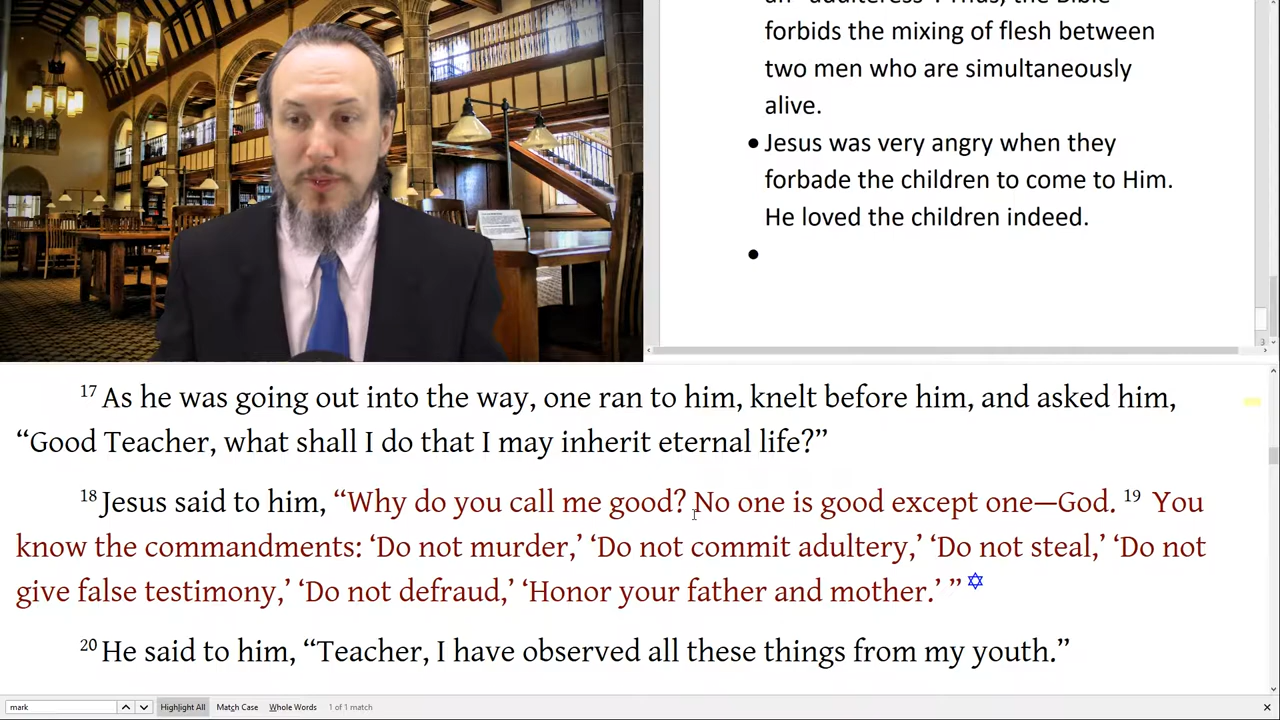 an "adulteress"? Thus, the Bible
forbids the mixing of flesh between
two men who are simultaneously
alive.
• Jesus was very angry when they
forbade the children to come to Him.
He loved the children indeed.
•
3
17 As he was going out into the way, one ran to him, knelt before him, and asked him,
“Good Teacher, what shall I do that I may inherit eternal life?”
18 Jesus said to him, “Why do you call me good? No one is good except one—God. 19 You
know the commandments: ‘Do not murder,’ ‘Do not commit adultery,’ ‘Do not steal,’ ‘Do not
give false testimony,’ ‘Do not defraud,’ ‘Honor your father and mother.’ ” ✡
20 He said to him, “Teacher, I have observed all these things from my youth.”
mark
Highlight All
Match Case
Whole Words
1 of 1 match